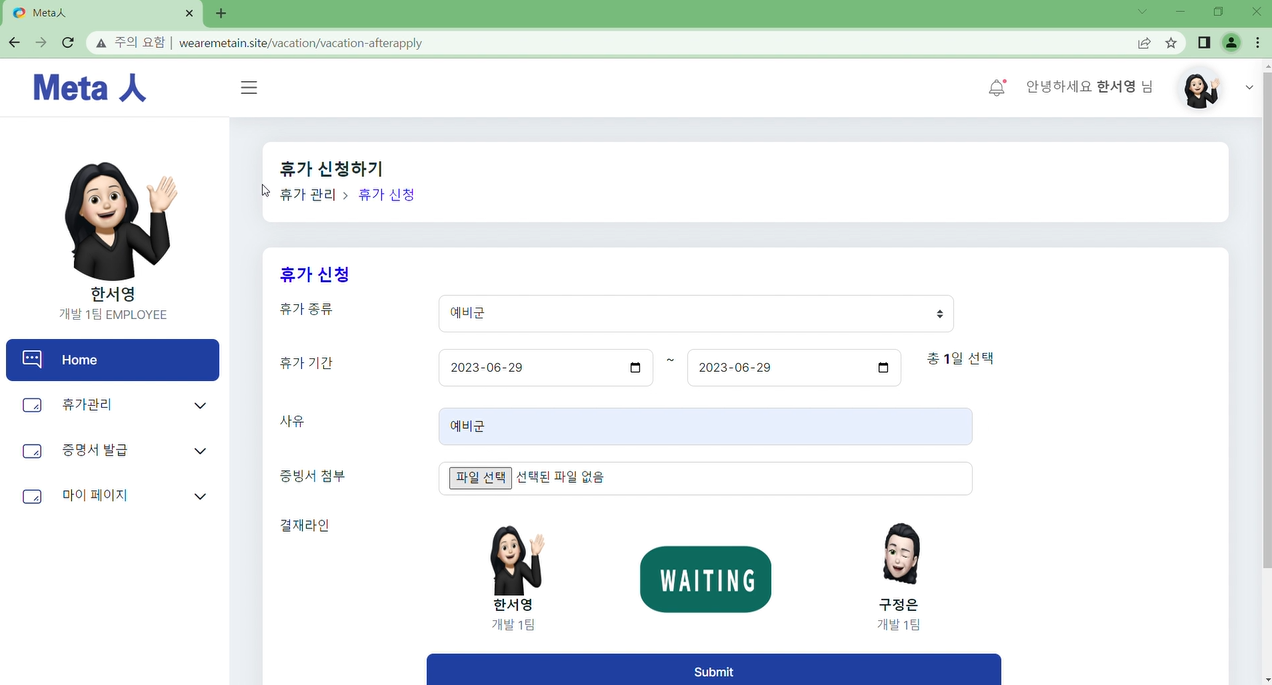 Meta人
주의 요함 | wearemetain.site/vacation/vacation-afterapply
Meta 人
안녕하세요 한서영 님
한서영
개발 1팀 EMPLOYEE
Home
휴가관리
증명서 발급
마이 페이지
휴가 신청하기
휴가 관리 > 휴가 신청
휴가 신청
휴가 종류
예비군
휴가 기간
2023-06-29 ~ 2023-06-29 총 1일 선택
사유
예비군
증빙서 첨부
파일 선택 선택된 파일 없음
결재라인
한서영
개발 1팀
WAITING
구정은
개발 1팀
Submit